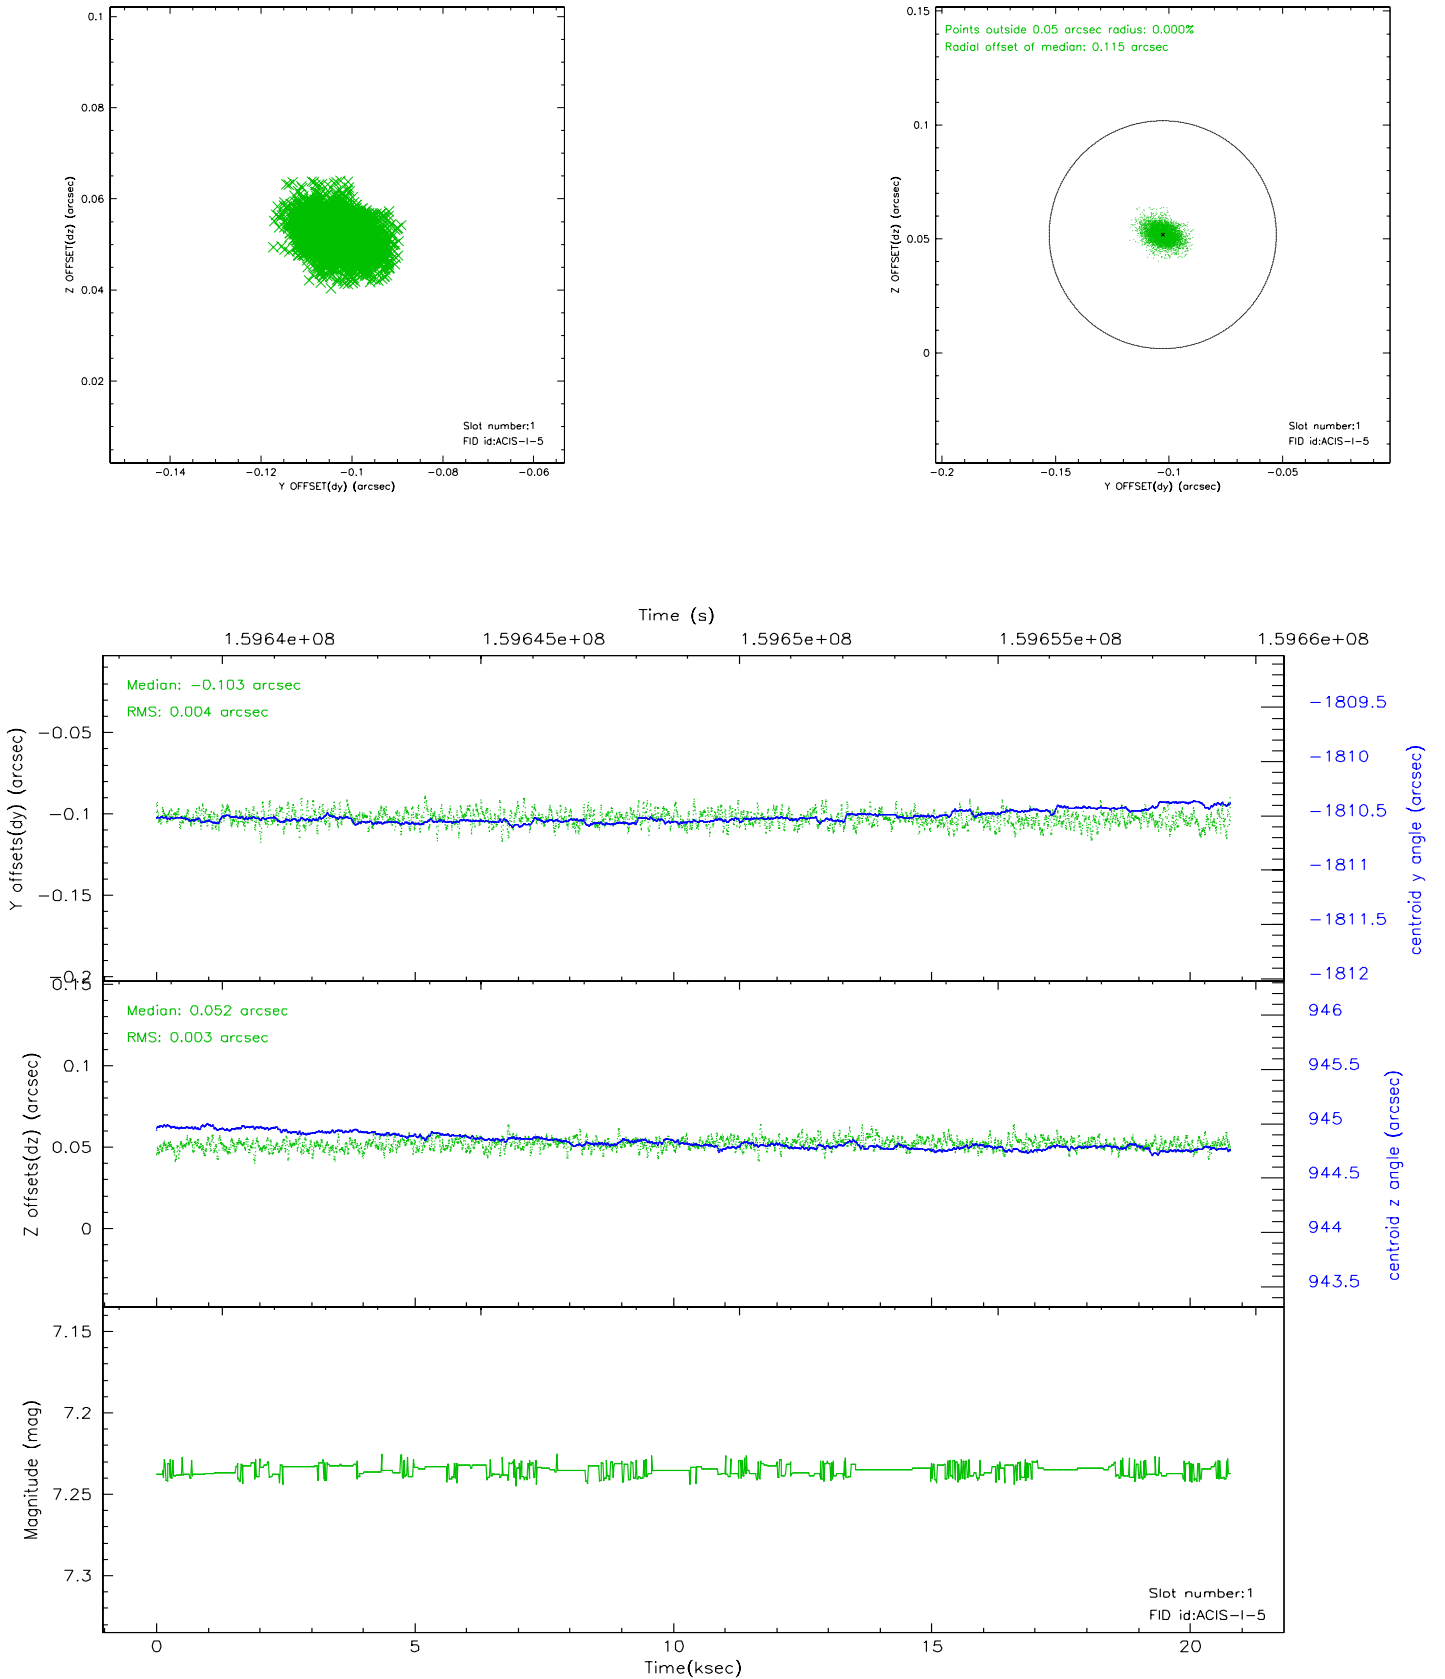 0.1
0.08
0.06
0.04
0.02
Z OFFSET(dz) (arcsec)
Slot number:1
FID id:ACIS-I-5
-0.14 -0.12 -0.1 -0.08 -0.06
Y OFFSET(dy) (arcsec)
Points outside 0.05 arcsec radius: 0.000%
Radial offset of median: 0.115 arcsec
0.15
0.1
0.05
0
Z OFFSET(dz) (arcsec)
Slot number:1
FID id:ACIS-I-5
-0.2 -0.15 -0.1 -0.05
Y OFFSET(dy) (arcsec)
Time (s)
1.5964e+08 1.59645e+08 1.5965e+08 1.59655e+08 1.5966e+08
Median: -0.103 arcsec
RMS: 0.004 arcsec
-0.05
-0.1
-0.15
-0.2
Y offsets(dy) (arcsec)
-1809.5
-1810
-1810.5
-1811
-1811.5
-1812
centroid y angle (arcsec)
Median: 0.052 arcsec
RMS: 0.003 arcsec
0.15
0.1
0.05
0
Z offsets(dz) (arcsec)
946
945.5
945
944.5
944
943.5
centroid z angle (arcsec)
7.15
7.2
7.25
7.3
Magnitude (mag)
Slot number:1
FID id:ACIS-I-5
0 5 10 15 20
Time(ksec)